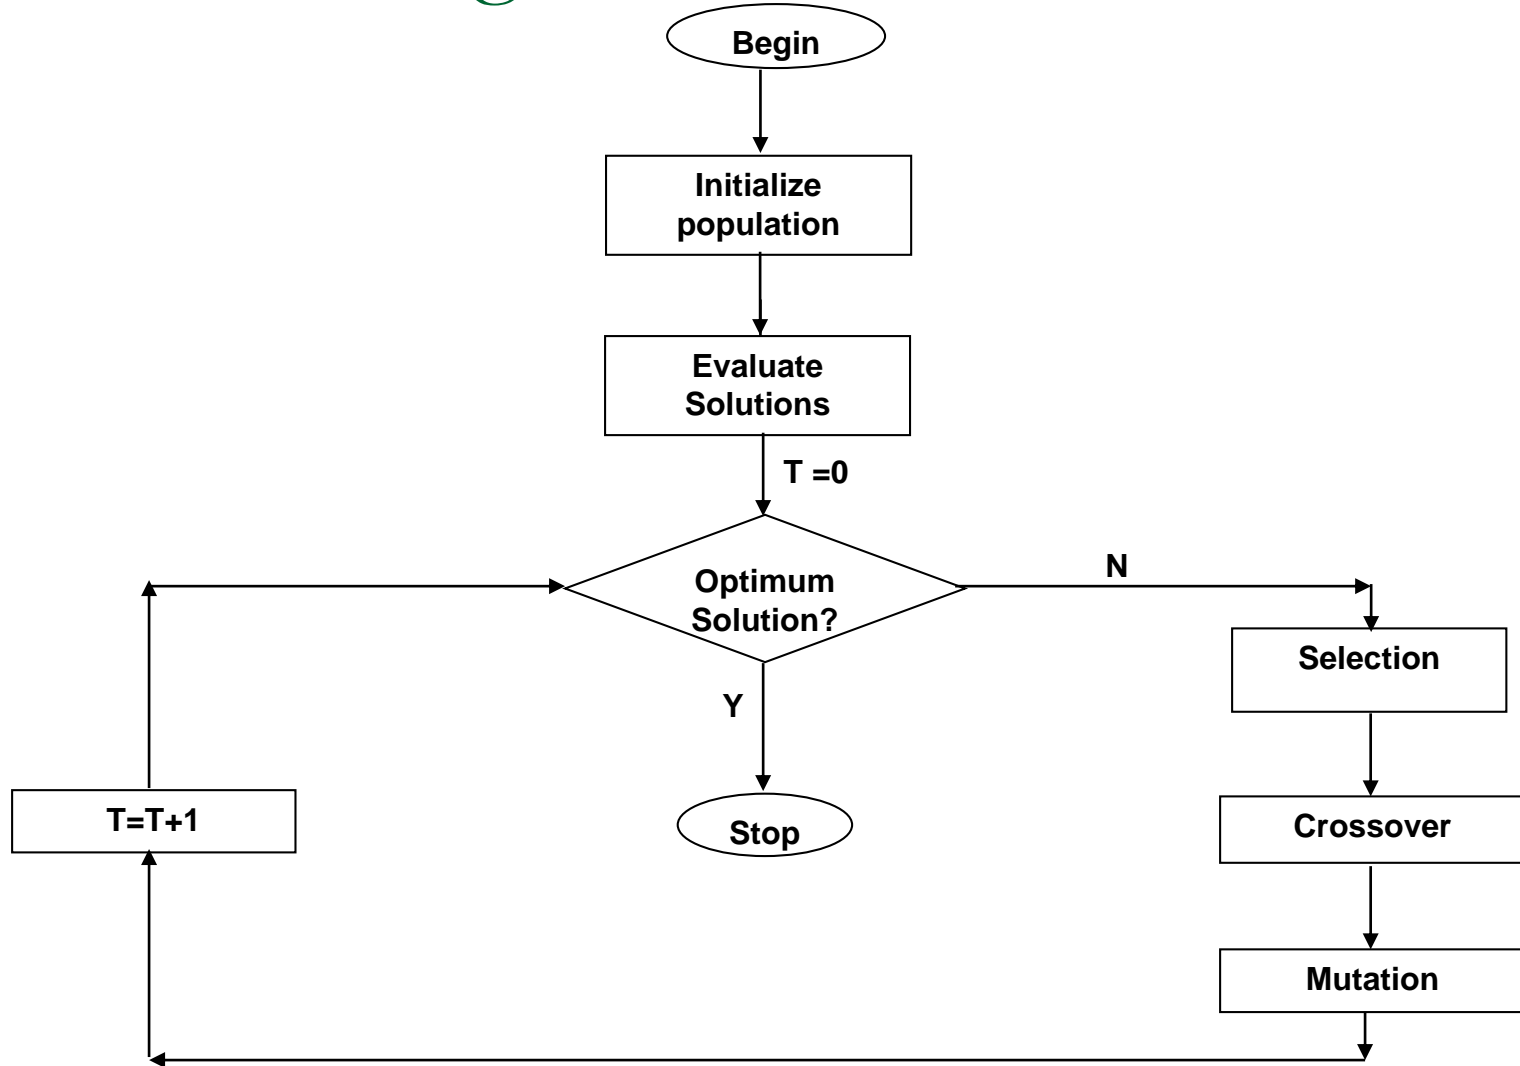 Begin
Initialize
population
Evaluate
Solutions
T =0
Optimum
Solution?
N
Y
Selection
Crossover
Mutation
T=T+1
Stop